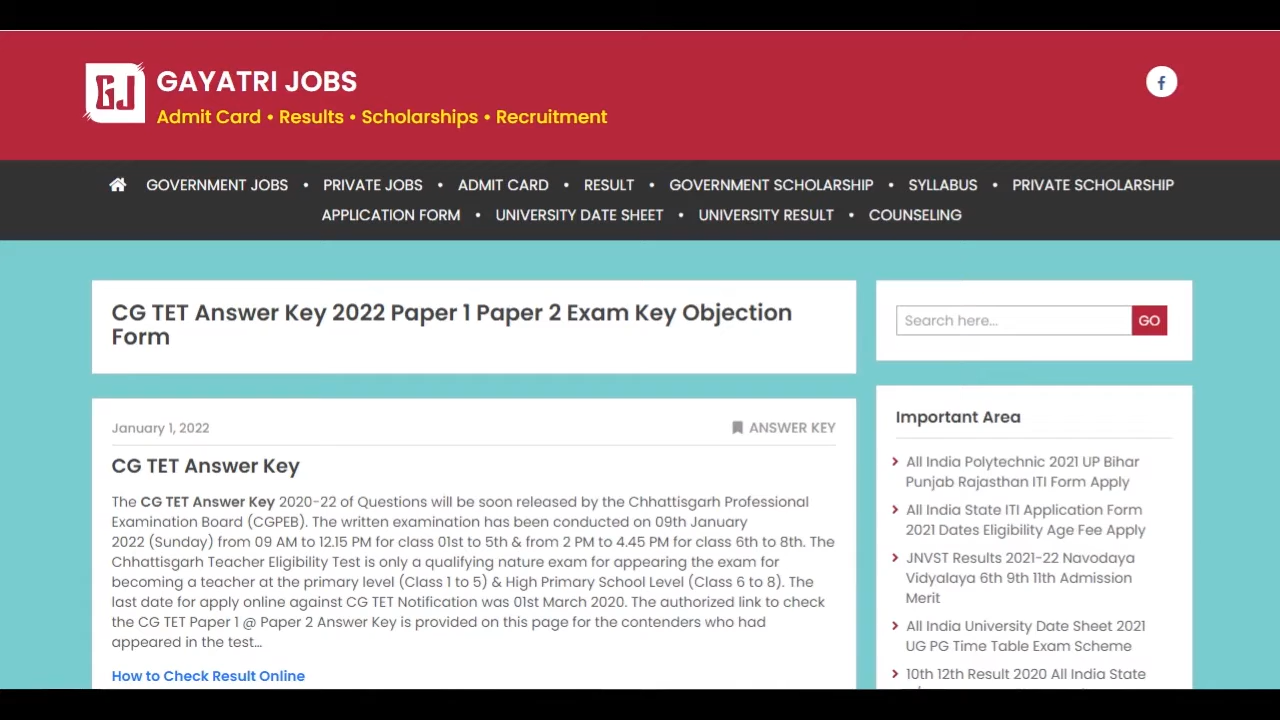 GJ
GAYATRI JOBS
Admit Card • Results • Scholarships • Recruitment
GOVERNMENT JOBS • PRIVATE JOBS • ADMIT CARD • RESULT • GOVERNMENT SCHOLARSHIP • SYLLABUS • PRIVATE SCHOLARSHIP
APPLICATION FORM • UNIVERSITY DATE SHEET • UNIVERSITY RESULT • COUNSELING
CG TET Answer Key 2022 Paper 1 Paper 2 Exam Key Objection
Form
January 1, 2022
ANSWER KEY
CG TET Answer Key
The CG TET Answer Key 2020-22 of Questions will be soon released by the Chhattisgarh Professional
Examination Board (CGPEB). The written examination has been conducted on 09th January
2022 (Sunday) from 09 AM to 12.15 PM for class 01st to 5th & from 2 PM to 4.45 PM for class 6th to 8th. The
Chhattisgarh Teacher Eligibility Test is only a qualifying nature exam for appearing the exam for
becoming a teacher at the primary level (Class 1 to 5) & High Primary School Level (Class 6 to 8). The
last date for apply online against CG TET Notification was 01st March 2020. The authorized link to check
the CG TET Paper 1 @ Paper 2 Answer Key is provided on this page for the contenders who had
appeared in the test…
How to Check Result Online
Search here...
GO
Important Area
All India Polytechnic 2021 UP Bihar
Punjab Rajasthan ITI Form Apply
All India State ITI Application Form
2021 Dates Eligibility Age Fee Apply
JNVST Results 2021-22 Navodaya
Vidyalaya 6th 9th 11th Admission
Merit
All India University Date Sheet 2021
UG PG Time Table Exam Scheme
10th 12th Result 2020 All India State